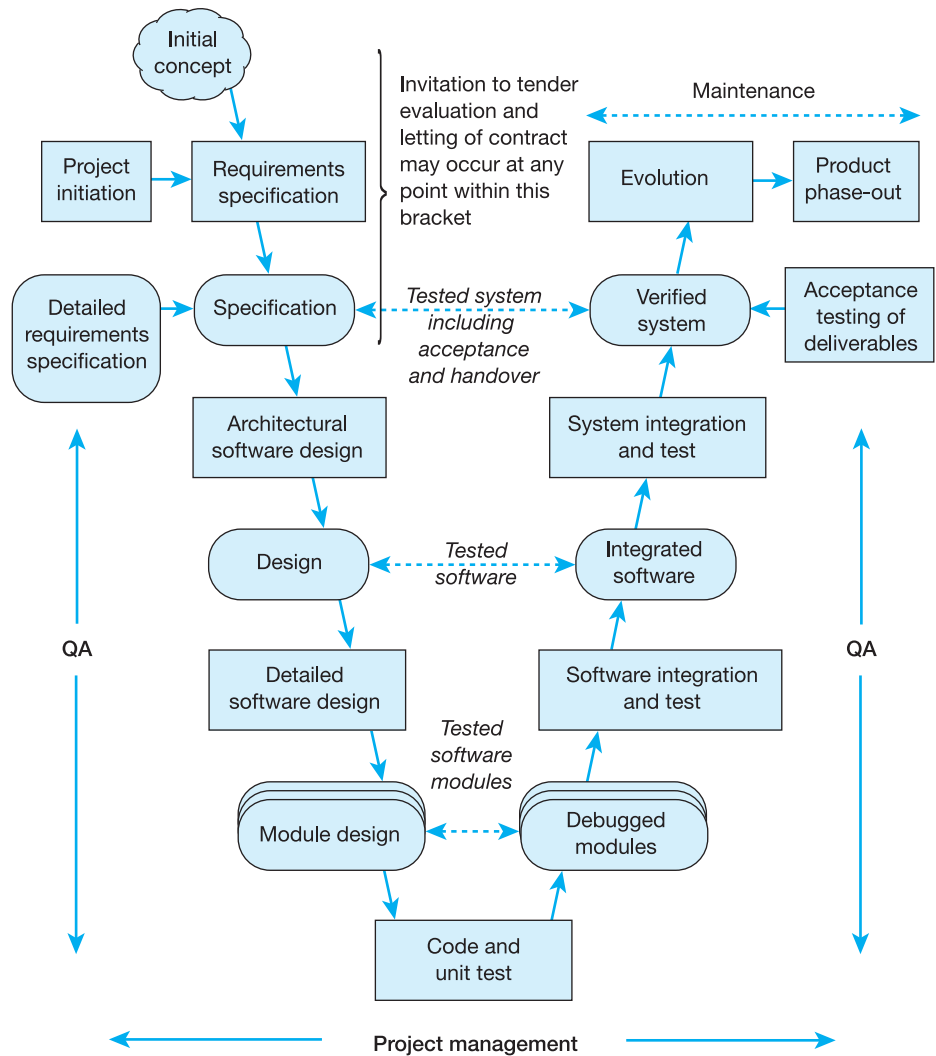 Initial
concept
Invitation to tender
evaluation and
letting of contract
may occur at any
point within this
bracket
Maintenance
Project
initiation
Requirements
specification
Evolution
Product
phase-out
Detailed
requirements
specification
Specification
Tested system
including
acceptance
and handover
Verified
system
Acceptance
testing of
deliverables
Architectural
software design
System integration
and test
Design
Tested
software
Integrated
software
QA
QA
Detailed
software design
Software integration
and test
Tested
software
modules
Module design
Debugged
modules
Code and
unit test
Project management